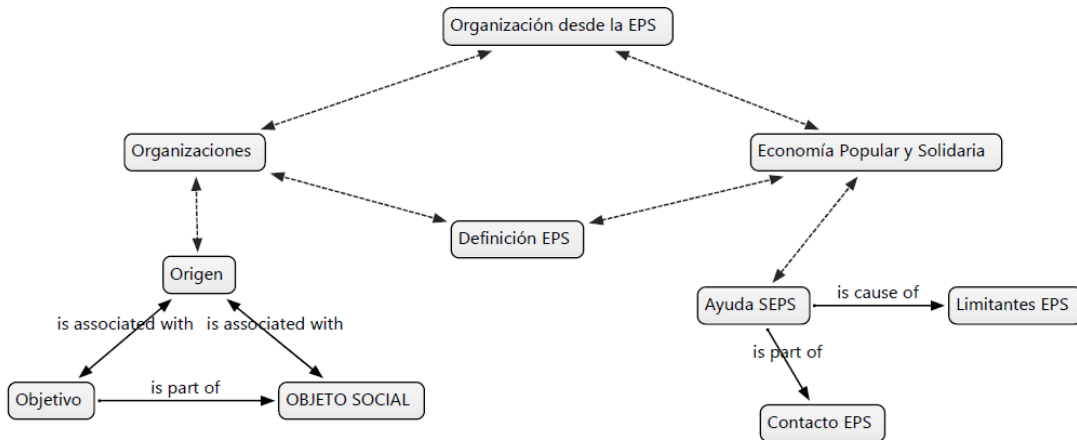 Organización desde la EPS
Organizaciones
Economía Popular y Solidaria
Definición EPS
Origen
Ayuda SEPS
is cause of
Limitantes EPS
is associated with
is associated with
is part of
is part of
Objetivo
OBJETO SOCIAL
Contacto EPS